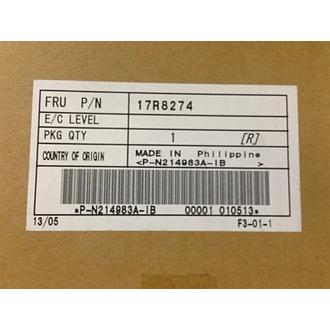 FRU P/N 17R8274
E/C LEVEL
PKG QTY 1 [R]
COUNTRY OF ORIGIN MADE IN Philippine
<P-N214983A-IB >
*P-N214983A-IB 00001 010513*
13/05 F3-01-1